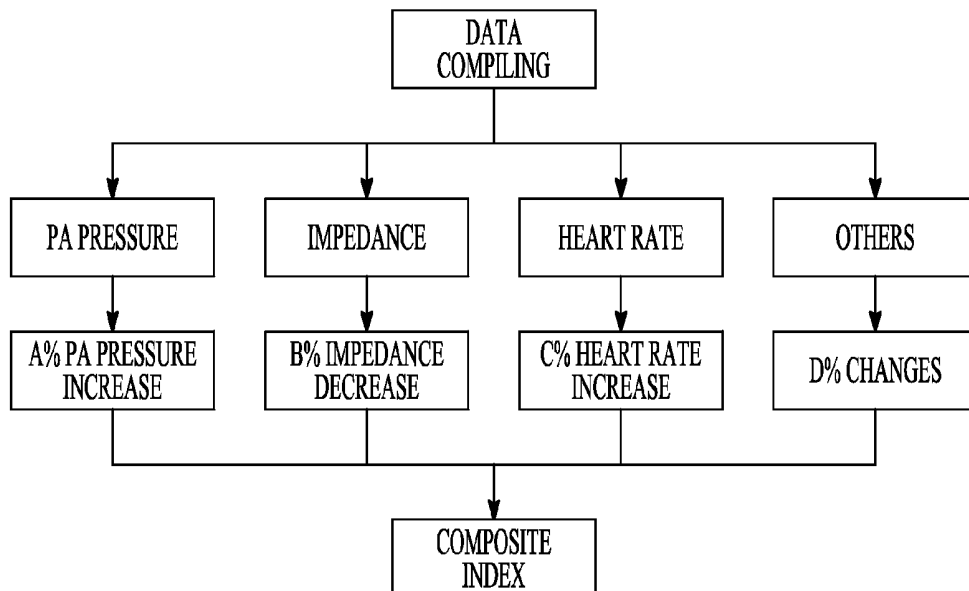 DATA
COMPILING
PA PRESSURE
IMPEDANCE
HEART RATE
OTHERS
A% PA PRESSURE
INCREASE
B% IMPEDANCE
DECREASE
C% HEART RATE
INCREASE
D% CHANGES
COMPOSITE
INDEX